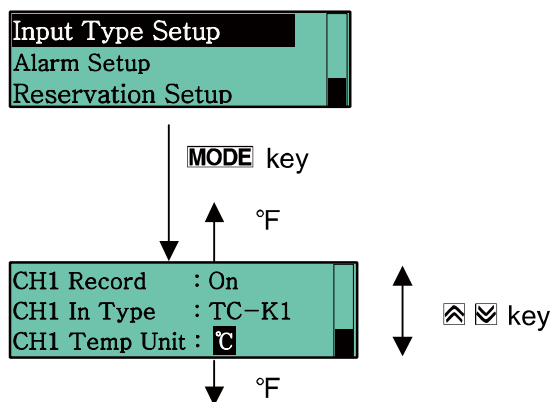 Input Type Setup
Alarm Setup
Reservation Setup
MODE key
°F
CH1 Record : On
CH1 In Type : TC-K1
CH1 Temp Unit : ℃
key
°F